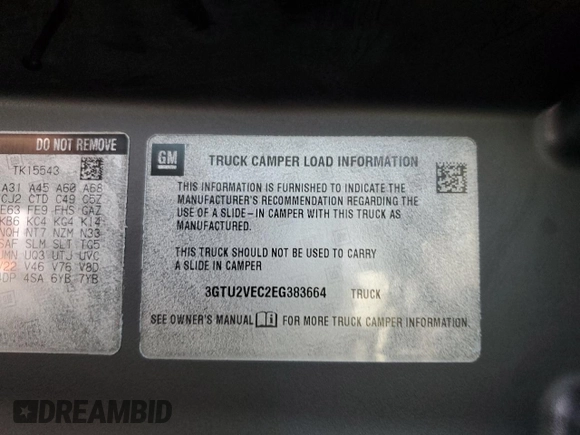 DO NOT REMOVE
TK15543
A31 A45 A60 A68
CJ2 CTD C49 C5Z
E63 FE9 FHS GAZ
KB6 KC4 KG4 K14
NQH NT7 NZM N33
SAF SLM SLT TG5
UMN UQ3 UTJ UVC
V22 V46 V76 V8D
4DP 4SA 6YB 7YB
GM
TRUCK CAMPER LOAD INFORMATION
THIS INFORMATION IS FURNISHED TO INDICATE THE
MANUFACTURER'S RECOMMENDATION REGARDING THE
USE OF A SLIDE-IN CAMPER WITH THIS TRUCK AS
MANUFACTURED.
THIS TRUCK SHOULD NOT BE USED TO CARRY
A SLIDE IN CAMPER
3GTU2VEC2EG383664 TRUCK
SEE OWNER'S MANUAL FOR MORE TRUCK CAMPER INFORMATION.
DREAMBID